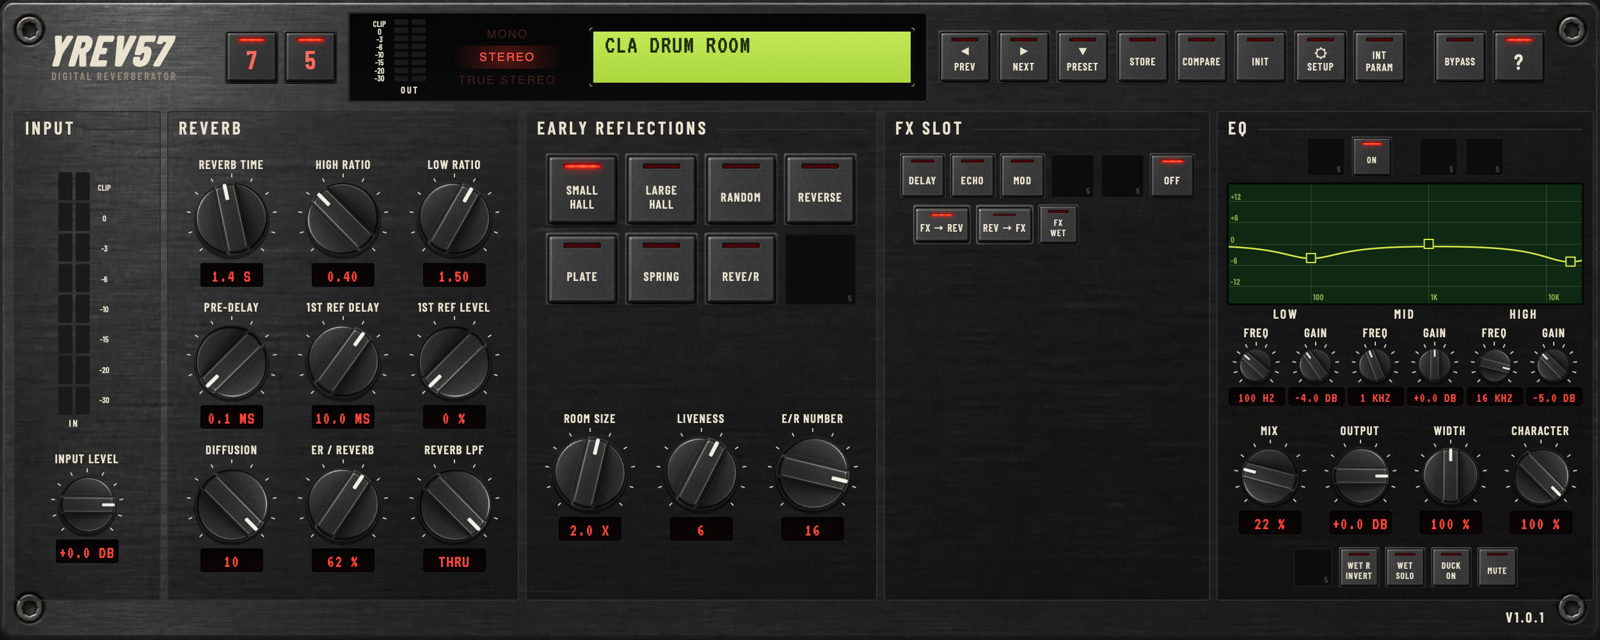 YREV57
DIGITAL REVERBERATOR
7
5
CLIP
0
-3
-6
-10
-15
-20
-30
OUT
MONO
STEREO
TRUE STEREO
CLA DRUM ROOM
PREV
NEXT
PRESET
STORE
COMPARE
INIT
SETUP
INT
PARAM
BYPASS
?
INPUT
CLIP
0
-3
-6
-10
-15
-20
-30
IN
INPUT LEVEL
+0.0 DB
REVERB
REVERB TIME
HIGH RATIO
LOW RATIO
1.4 S
0.40
1.50
PRE-DELAY
1ST REF DELAY
1ST REF LEVEL
0.1 MS
10.0 MS
0 %
DIFFUSION
ER / REVERB
REVERB LPF
10
62 %
THRU
EARLY REFLECTIONS
SMALL
HALL
LARGE
HALL
RANDOM
REVERSE
PLATE
SPRING
REVE/R
5
ROOM SIZE
LIVENESS
E/R NUMBER
2.0 X
6
16
FX SLOT
DELAY
ECHO
MOD
5
5
OFF
FX → REV
REV → FX
FX
WET
EQ
5
ON
5
5
+12
+6
0
-6
-12
100
1K
10K
LOW
MID
HIGH
FREQ
GAIN
FREQ
GAIN
FREQ
GAIN
100 HZ
-4.0 DB
1 KHZ
+0.0 DB
16 KHZ
-5.0 DB
MIX
OUTPUT
WIDTH
CHARACTER
22 %
+0.0 DB
100 %
100 %
5
WET R
INVERT
WET
SOLO
DUCK
ON
MUTE
V1.0.1